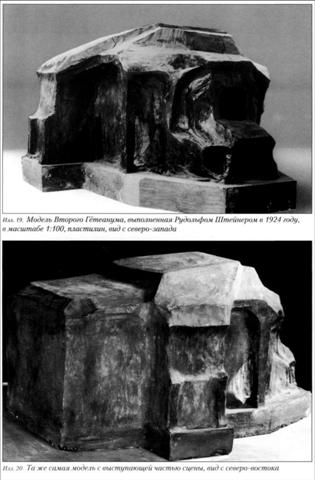 Илл. 19. Модель Второго Гётеанума, выполненная Рудольфом Штейнером в 1924 году,
в масштабе 1:100, пластилин, вид с северо-запада
Илл. 20 Та же самая модель с выступающей частью сцены, вид с северо-востока